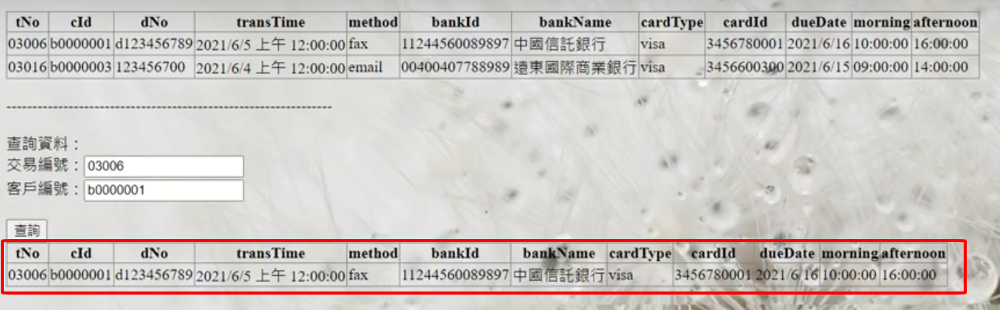 tNo cId dNo transTime method bankId bankName cardType cardId dueDate morning afternoon
03006 b0000001 d123456789 2021/6/5 上午 12:00:00 fax 11244560089897 中國信託銀行 visa 3456780001 2021/6/16 10:00:00 16:00:00
03016 b0000003 123456700 2021/6/4 上午 12:00:00 email 00400407788989 遠東國際商業銀行 visa 3456600300 2021/6/15 09:00:00 14:00:00
------------------------------------------------------------
查詢資料：
交易編號：03006
客戶編號：b0000001
查詢
tNo cId dNo transTime method bankId bankName cardType cardId dueDate morning afternoon
03006 b0000001 d123456789 2021/6/5 上午 12:00:00 fax 11244560089897 中國信託銀行 visa 3456780001 2021/6/16 10:00:00 16:00:00